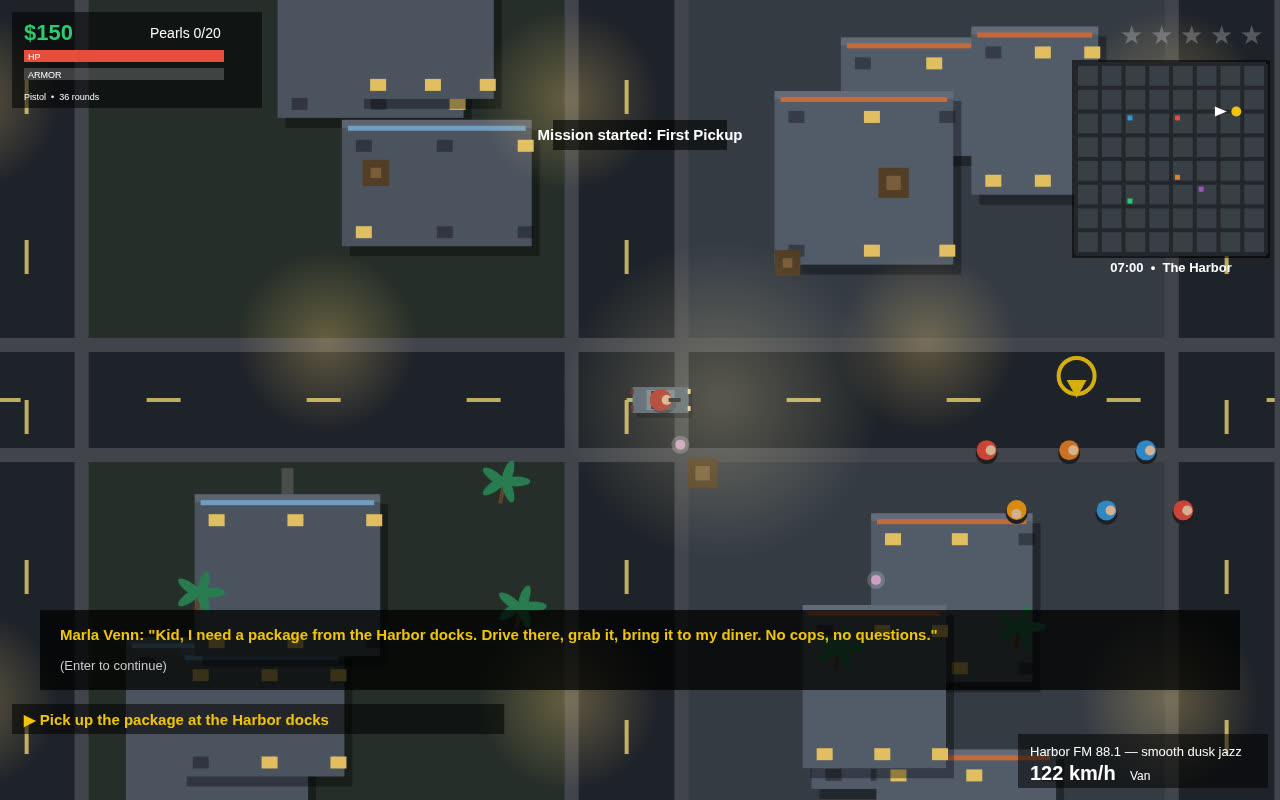 $150
Pearls 0/20
HP
ARMOR
Pistol • 36 rounds
★ ★ ★ ★ ★
Mission started: First Pickup
07:00 • The Harbor
Marla Venn: "Kid, I need a package from the Harbor docks. Drive there, grab it, bring it to my diner. No cops, no questions."
(Enter to continue)
▶ Pick up the package at the Harbor docks
Harbor FM 88.1 — smooth dusk jazz
122 km/h Van